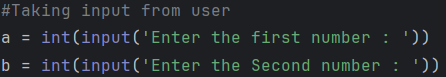 #Taking input from user
a = int(input('Enter the first number : '))
b = int(input('Enter the Second number : '))